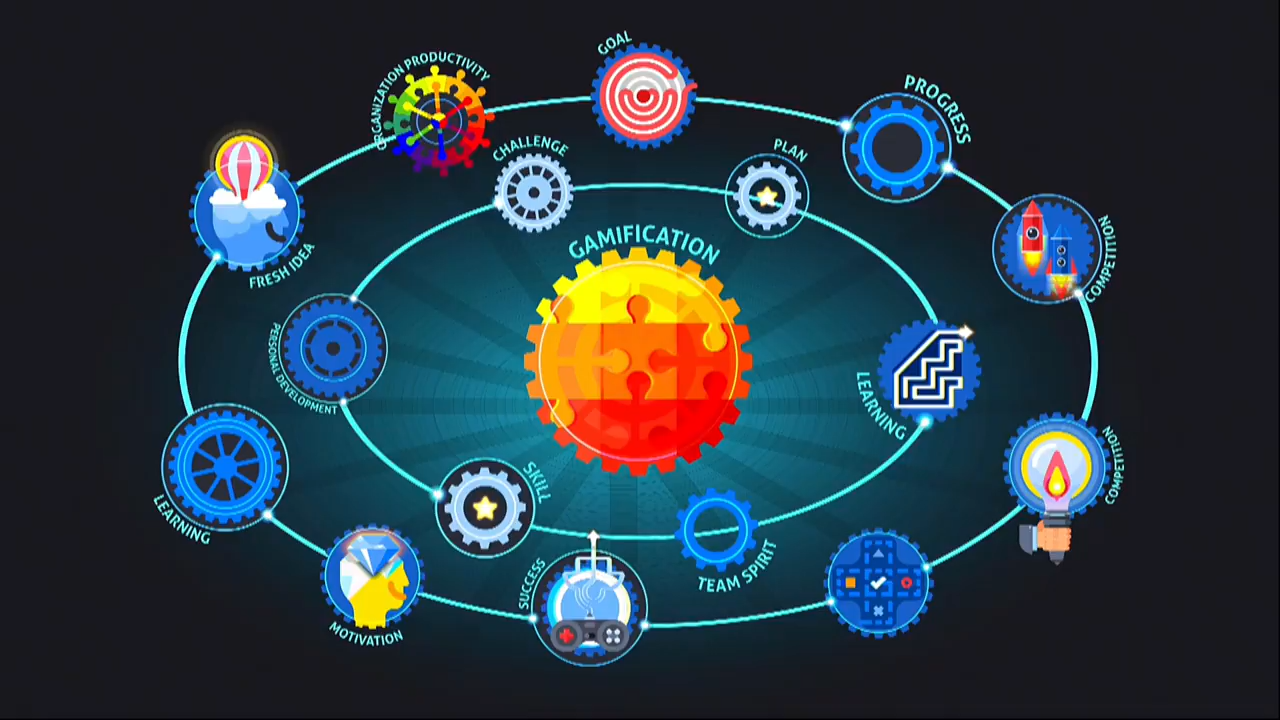 GOAL
ORGANIZATION PRODUCTIVITY
PROGRESS
CHALLENGE
PLAN
GAMIFICATION
FRESH IDEA
COMPETITION
PERSONAL DEVELOPMENT
LEARNING
COMPETITION
SKILL
LEARNING
TEAM SPIRIT
SUCCESS
MOTIVATION